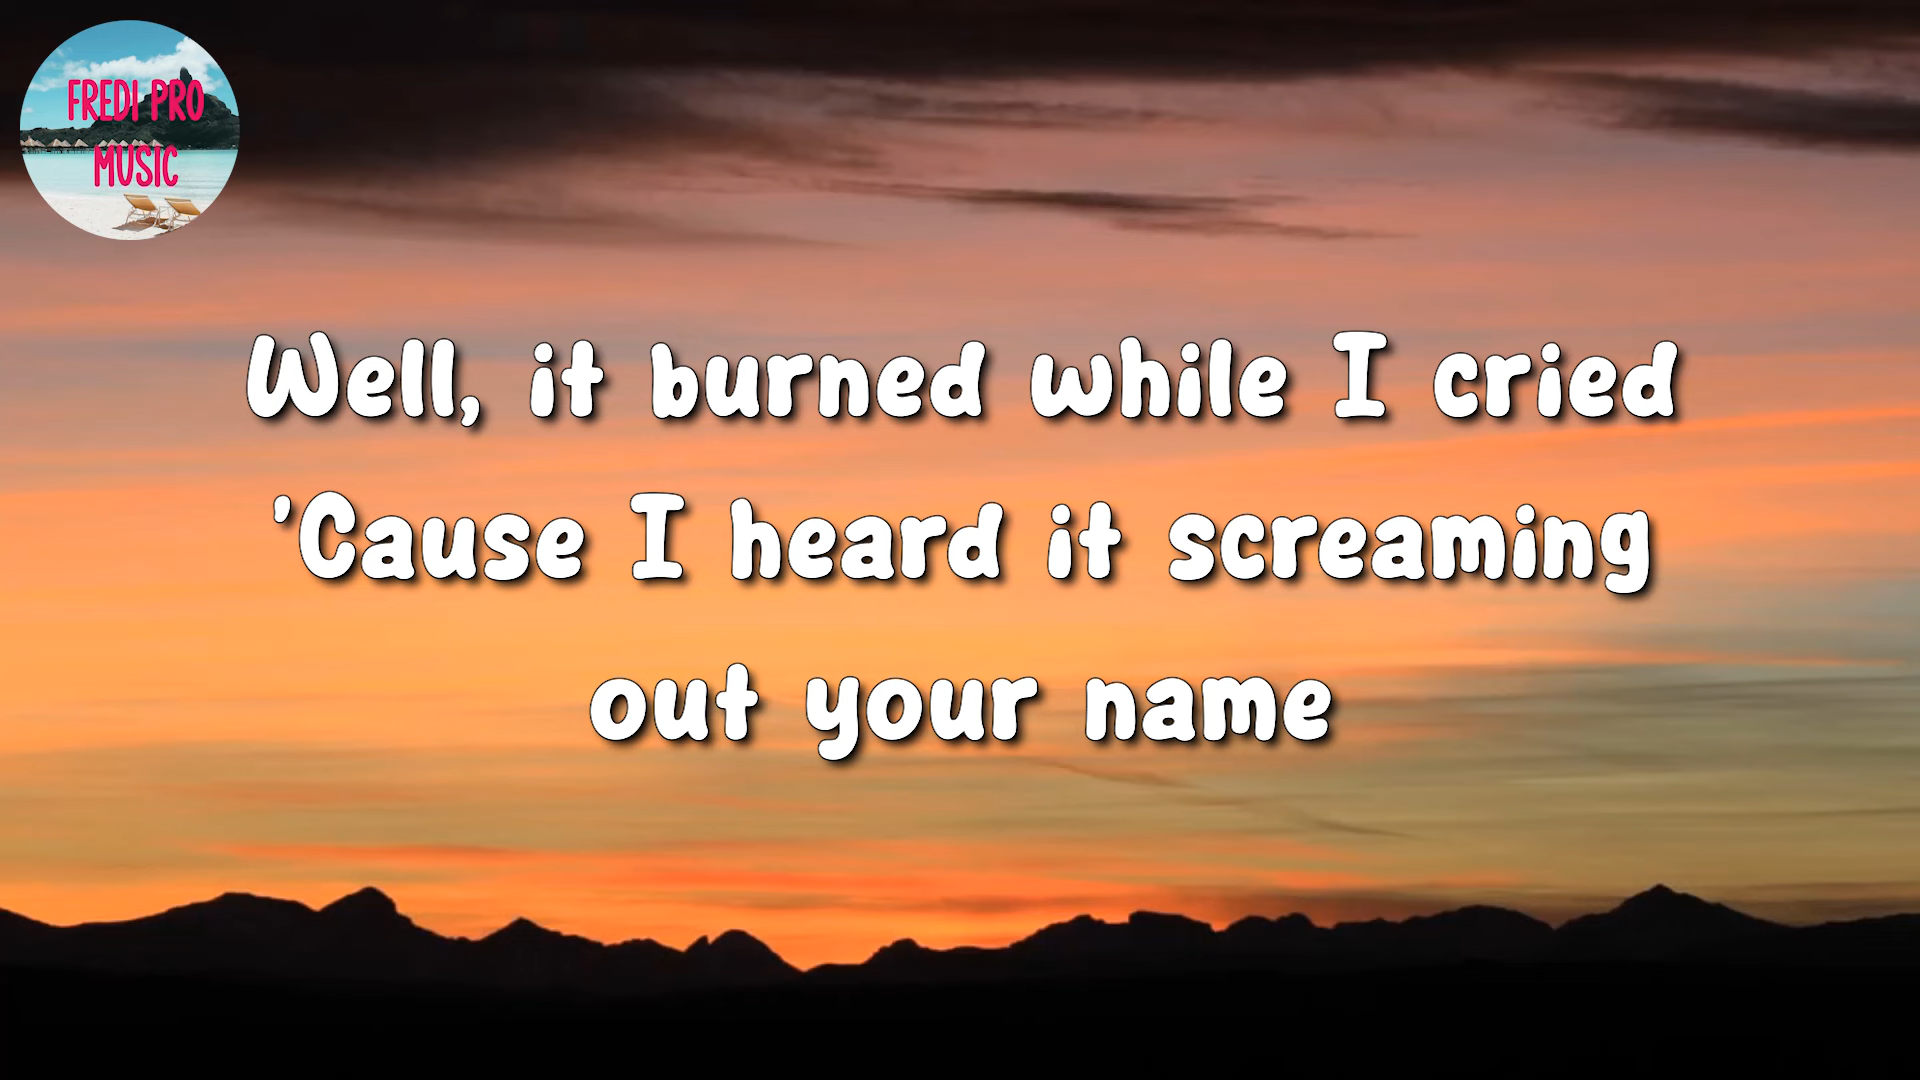 FREDI PRO
MUSIC
Well, it burned while I cried
'Cause I heard it screaming
out your name